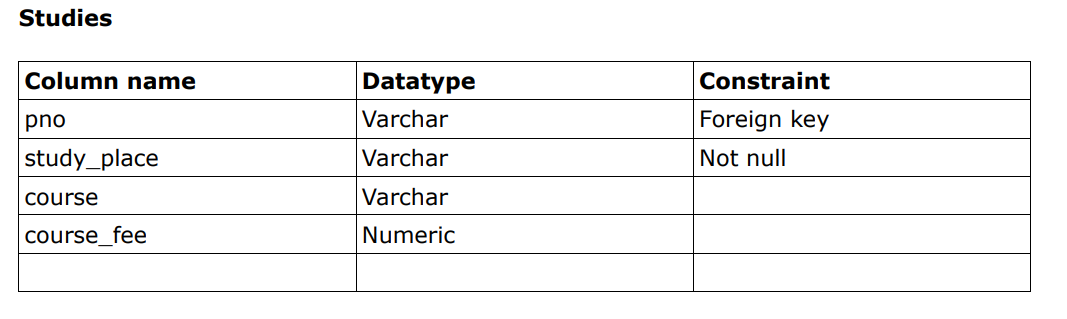 Studies
Column name Datatype Constraint
pno Varchar Foreign key
study_place Varchar Not null
course Varchar
course_fee Numeric